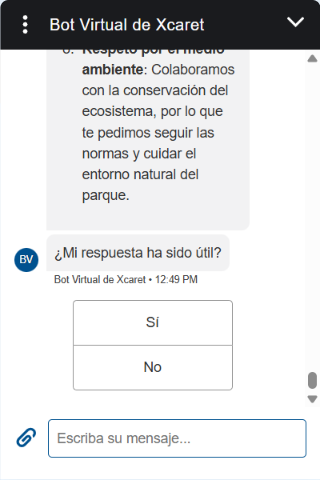 Bot Virtual de Xcaret
6. Respeto por el medio
ambiente: Colaboramos
con la conservación del
ecosistema, por lo que
te pedimos seguir las
normas y cuidar el
entorno natural del
parque.
BV
¿Mi respuesta ha sido útil?
Bot Virtual de Xcaret • 12:49 PM
Sí
No
Escriba su mensaje...